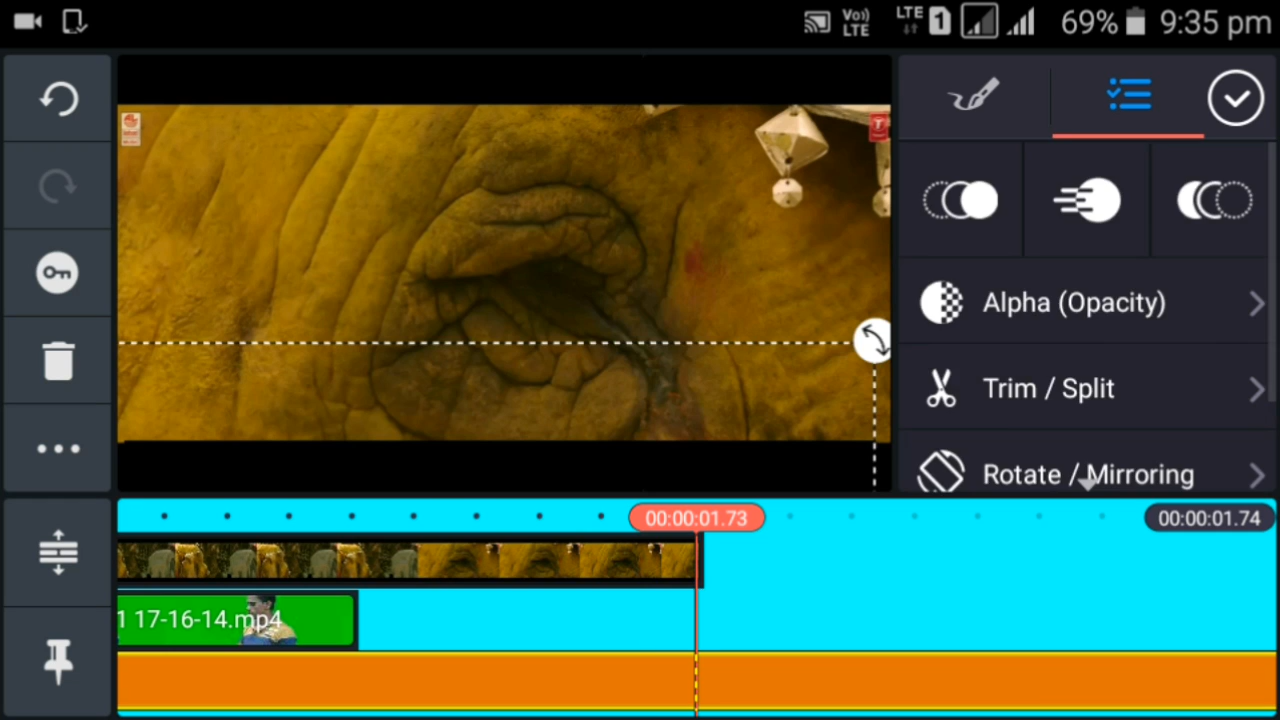 Vo)) LTE
LTE 1 69% 9:35 pm
T
Alpha (Opacity)
Trim / Split
Rotate / Mirroring
00:00:01.73
00:00:01.74
1 17-16-14.mp4